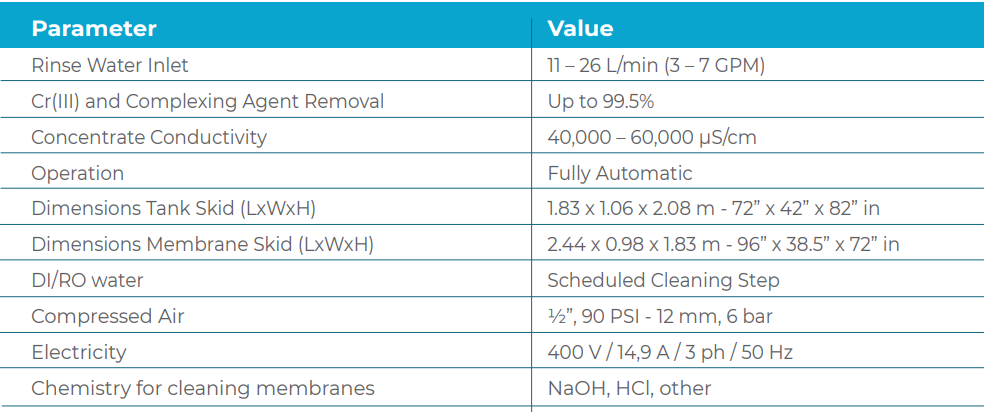 Parameter Value
Rinse Water Inlet 11 – 26 L/min (3 – 7 GPM)
Cr(III) and Complexing Agent Removal Up to 99.5%
Concentrate Conductivity 40,000 – 60,000 µS/cm
Operation Fully Automatic
Dimensions Tank Skid (LxWxH) 1.83 x 1.06 x 2.08 m - 72” x 42” x 82” in
Dimensions Membrane Skid (LxWxH) 2.44 x 0.98 x 1.83 m - 96” x 38.5” x 72” in
DI/RO water Scheduled Cleaning Step
Compressed Air ½”, 90 PSI - 12 mm, 6 bar
Electricity 400 V / 14,9 A / 3 ph / 50 Hz
Chemistry for cleaning membranes NaOH, HCl, other